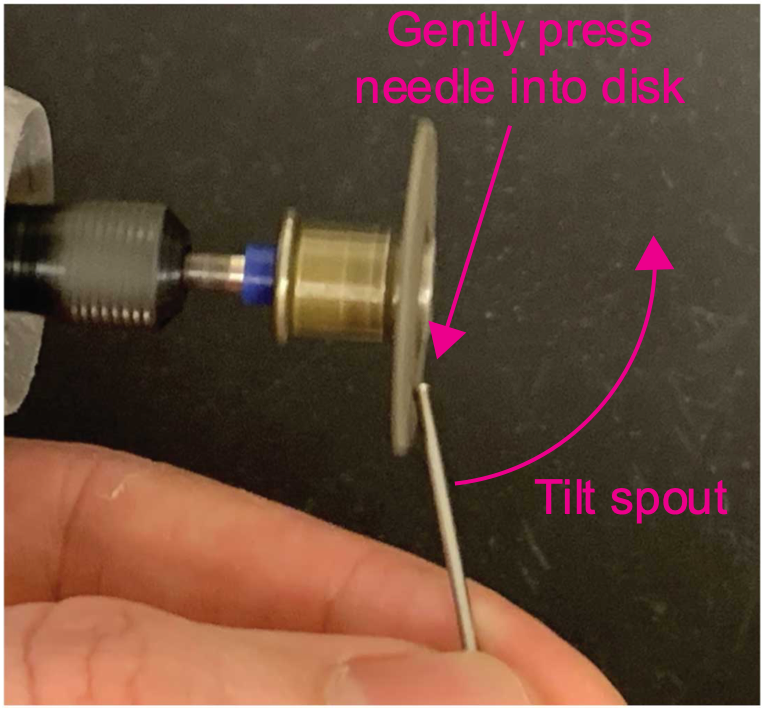 Gently press
needle into disk
Tilt spout